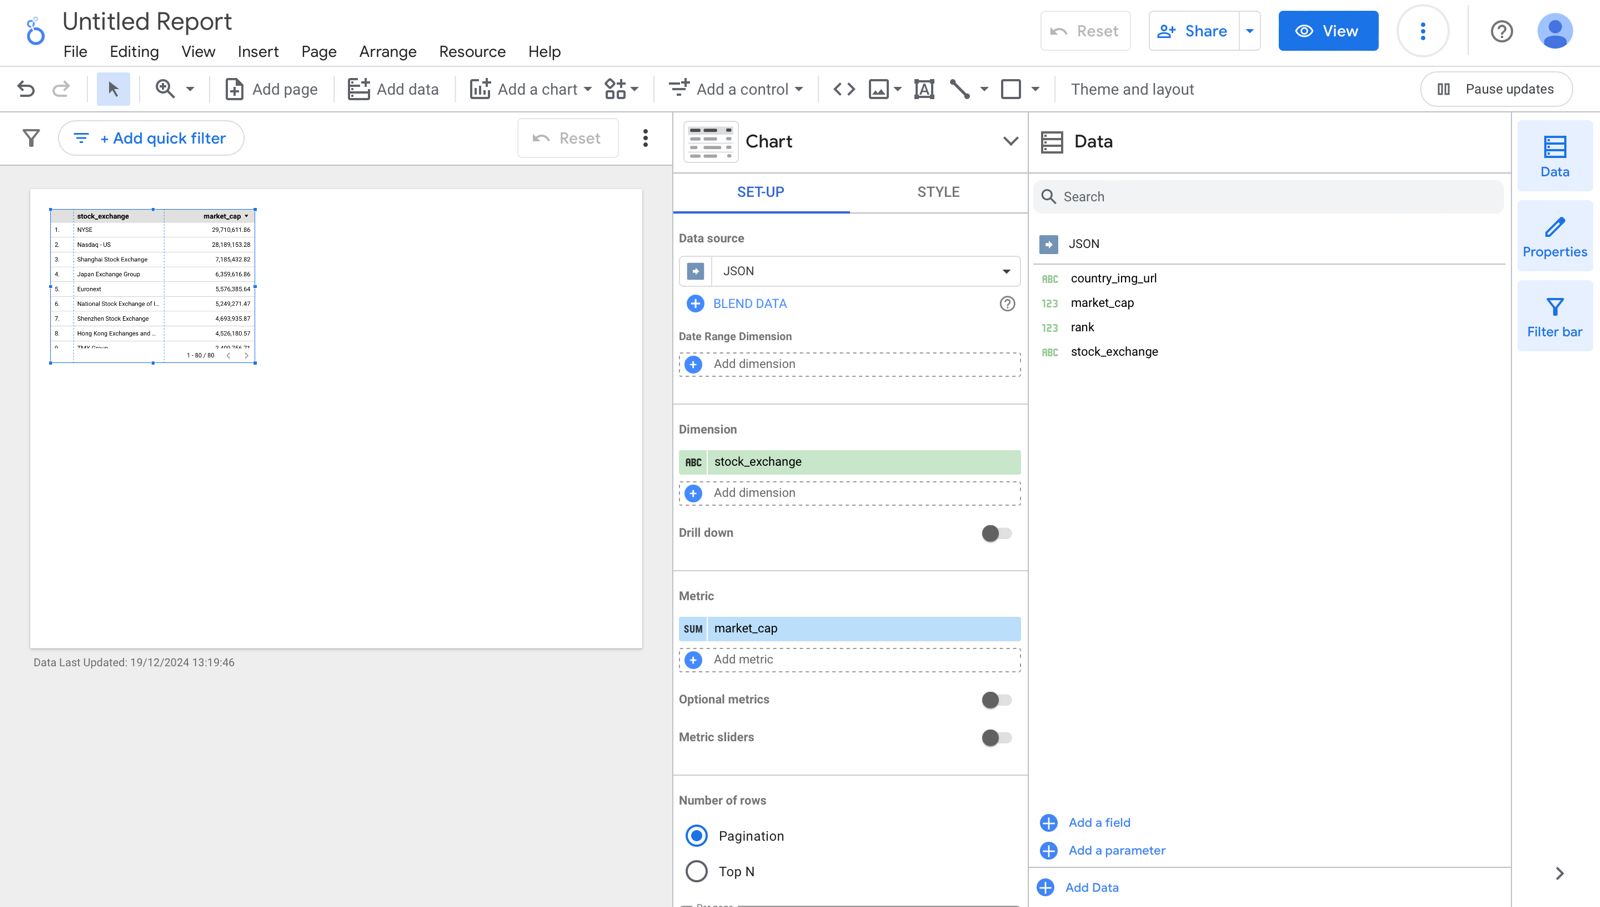 Untitled Report
File Editing View Insert Page Arrange Resource Help
Reset
Share
View
Add page
Add data
Add a chart
Add a control
Theme and layout
Pause updates
+ Add quick filter
Reset
stock_exchange market_cap
1. NYSE 29,710,611.86
2. Nasdaq - US 28,189,153.28
3. Shanghai Stock Exchange 7,185,432.82
4. Japan Exchange Group 6,359,616.86
5. Euronext 5,576,385.64
6. National Stock Exchange of I... 5,249,271.47
7. Shenzhen Stock Exchange 4,693,935.87
8. Hong Kong Exchanges and ... 4,526,180.57
1 - 80 / 80
Data Last Updated: 19/12/2024 13:19:46
Chart
SET-UP STYLE
Data source
JSON
BLEND DATA
Date Range Dimension
Add dimension
Dimension
ABC stock_exchange
Add dimension
Drill down
Metric
SUM market_cap
Add metric
Optional metrics
Metric sliders
Number of rows
Pagination
Top N
Data
Search
JSON
ABC country_img_url
123 market_cap
123 rank
ABC stock_exchange
Add a field
Add a parameter
Add Data
Data
Properties
Filter bar